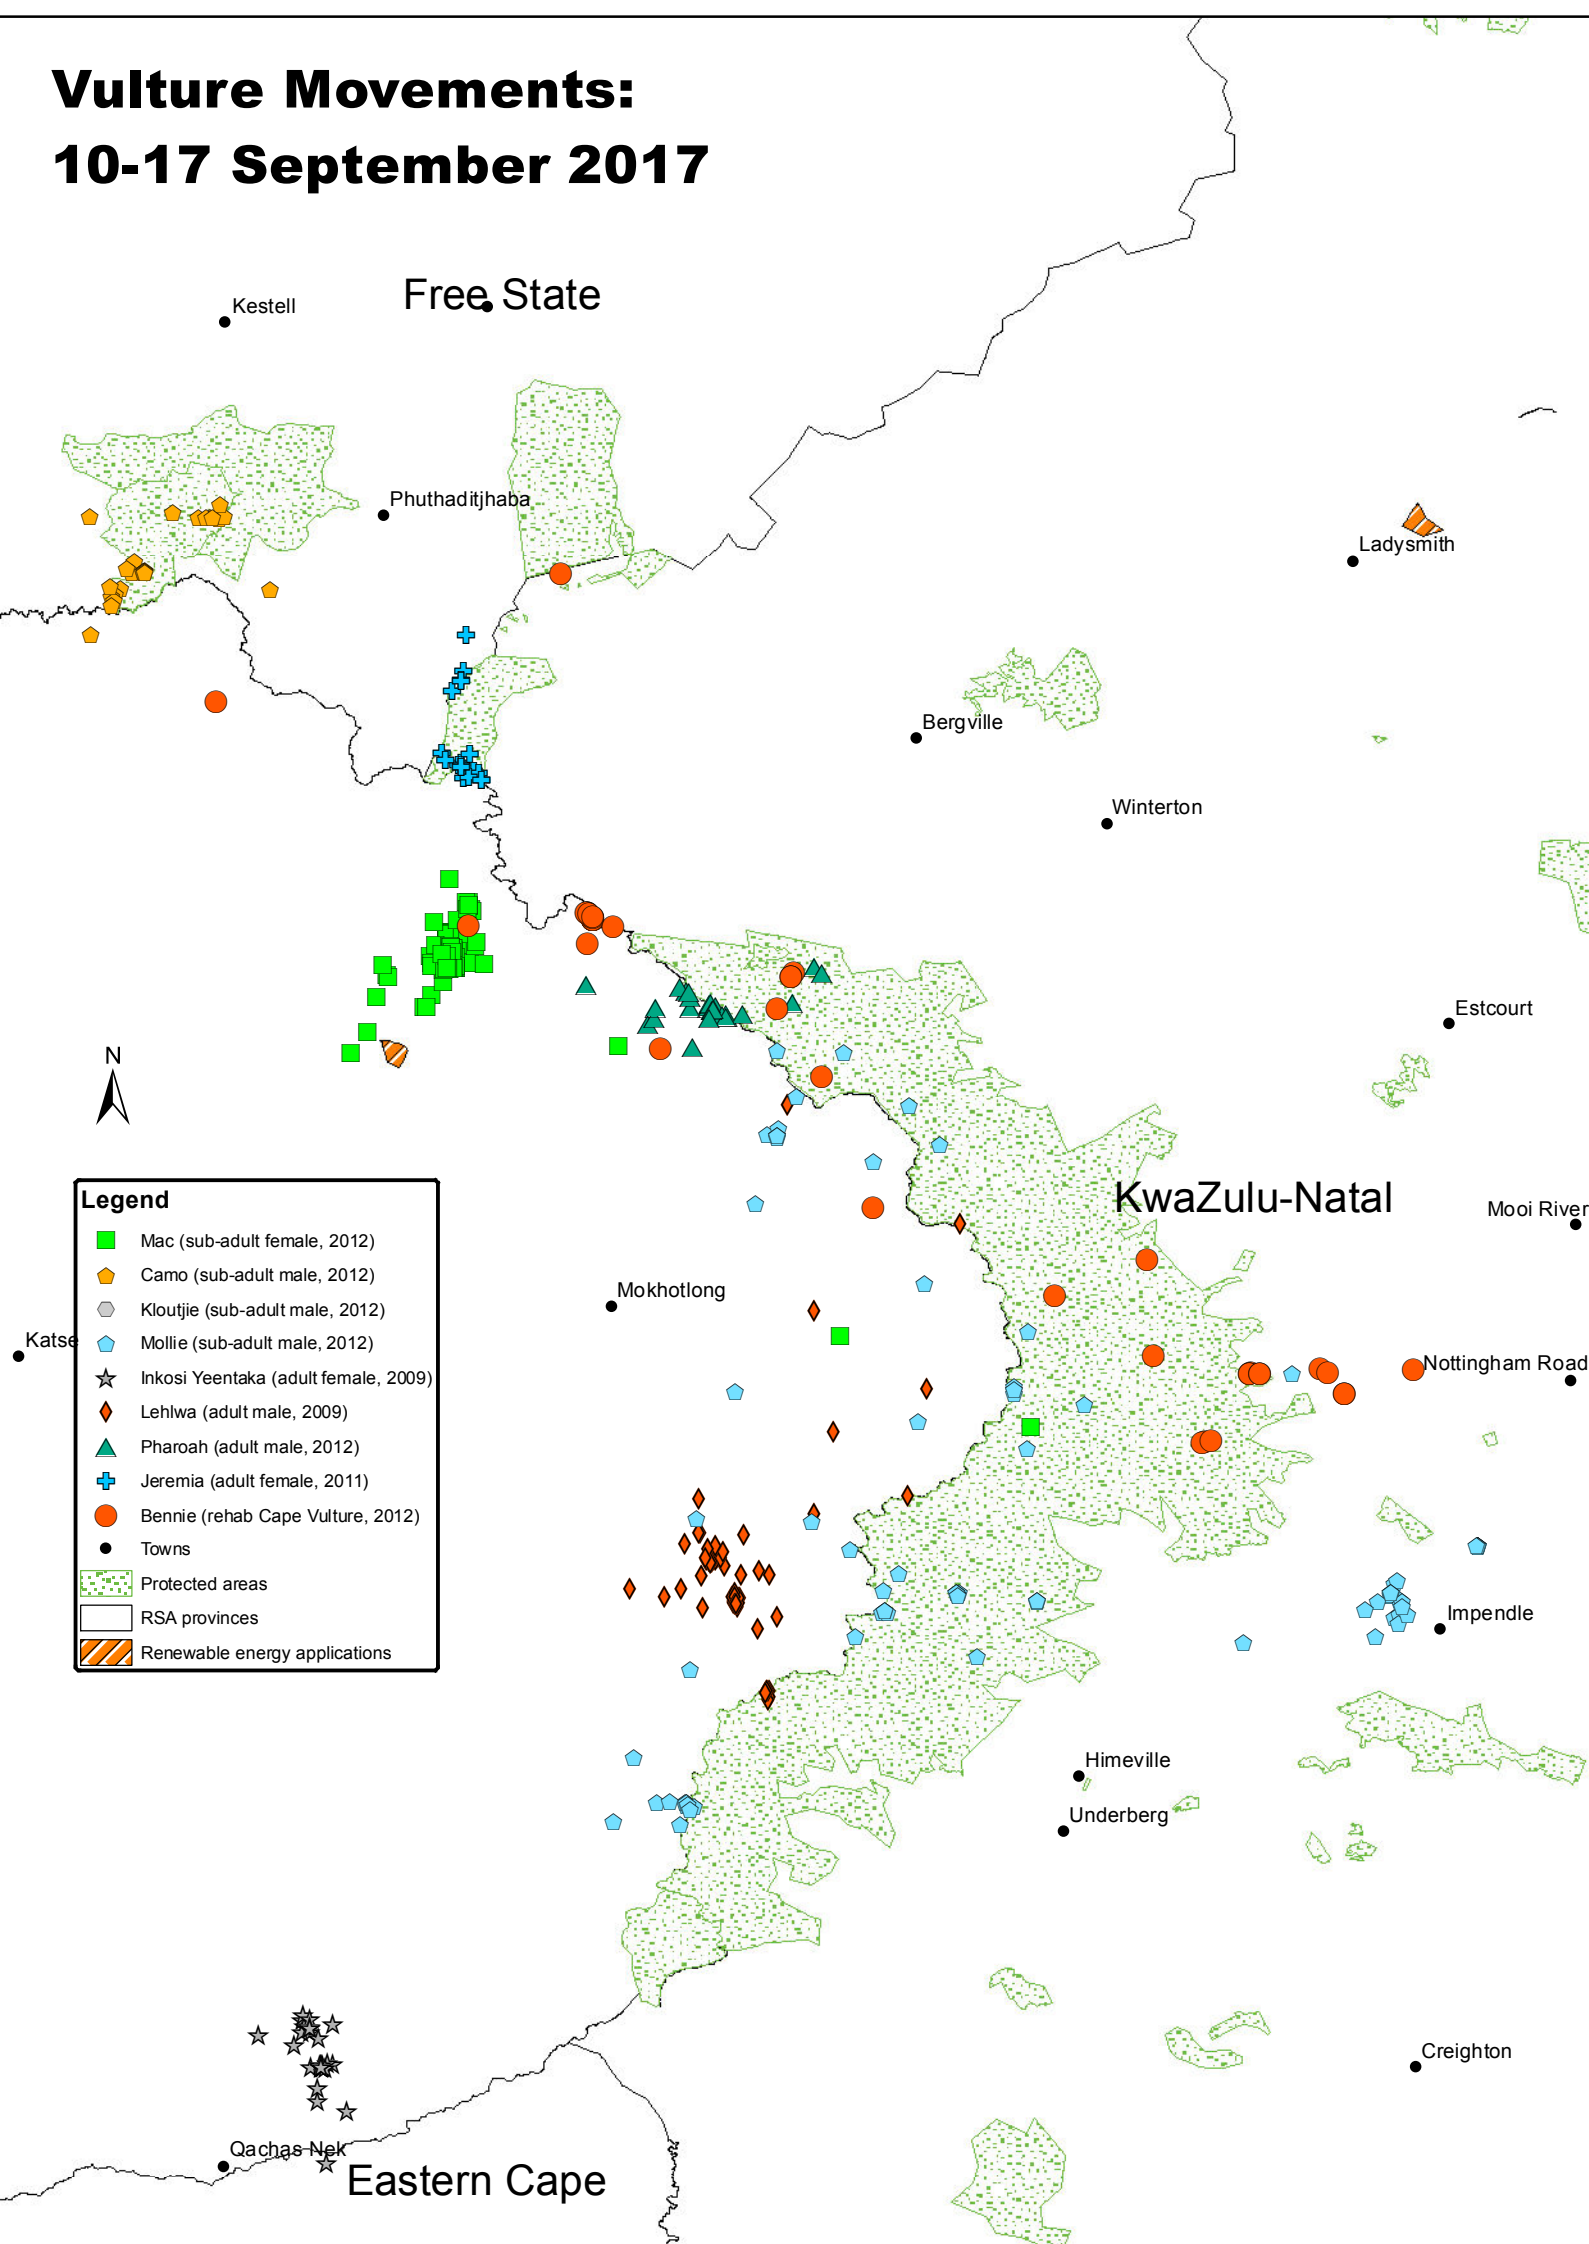 Vulture Movements:
10-17 September 2017
Free State
Kestell
Phuthaditjhaba
Ladysmith
Bergville
Winterton
Estcourt
N
KwaZulu-Natal
Mooi River
Mokhotlong
Katse
Nottingham Road
Legend
Mac (sub-adult female, 2012)
Camo (sub-adult male, 2012)
Kloutjie (sub-adult male, 2012)
Mollie (sub-adult male, 2012)
Inkosi Yeentaka (adult female, 2009)
Lehlwa (adult male, 2009)
Pharoah (adult male, 2012)
Jeremia (adult female, 2011)
Bennie (rehab Cape Vulture, 2012)
Towns
Protected areas
RSA provinces
Renewable energy applications
Impendle
Himeville
Underberg
Creighton
Qachas Nek
Eastern Cape